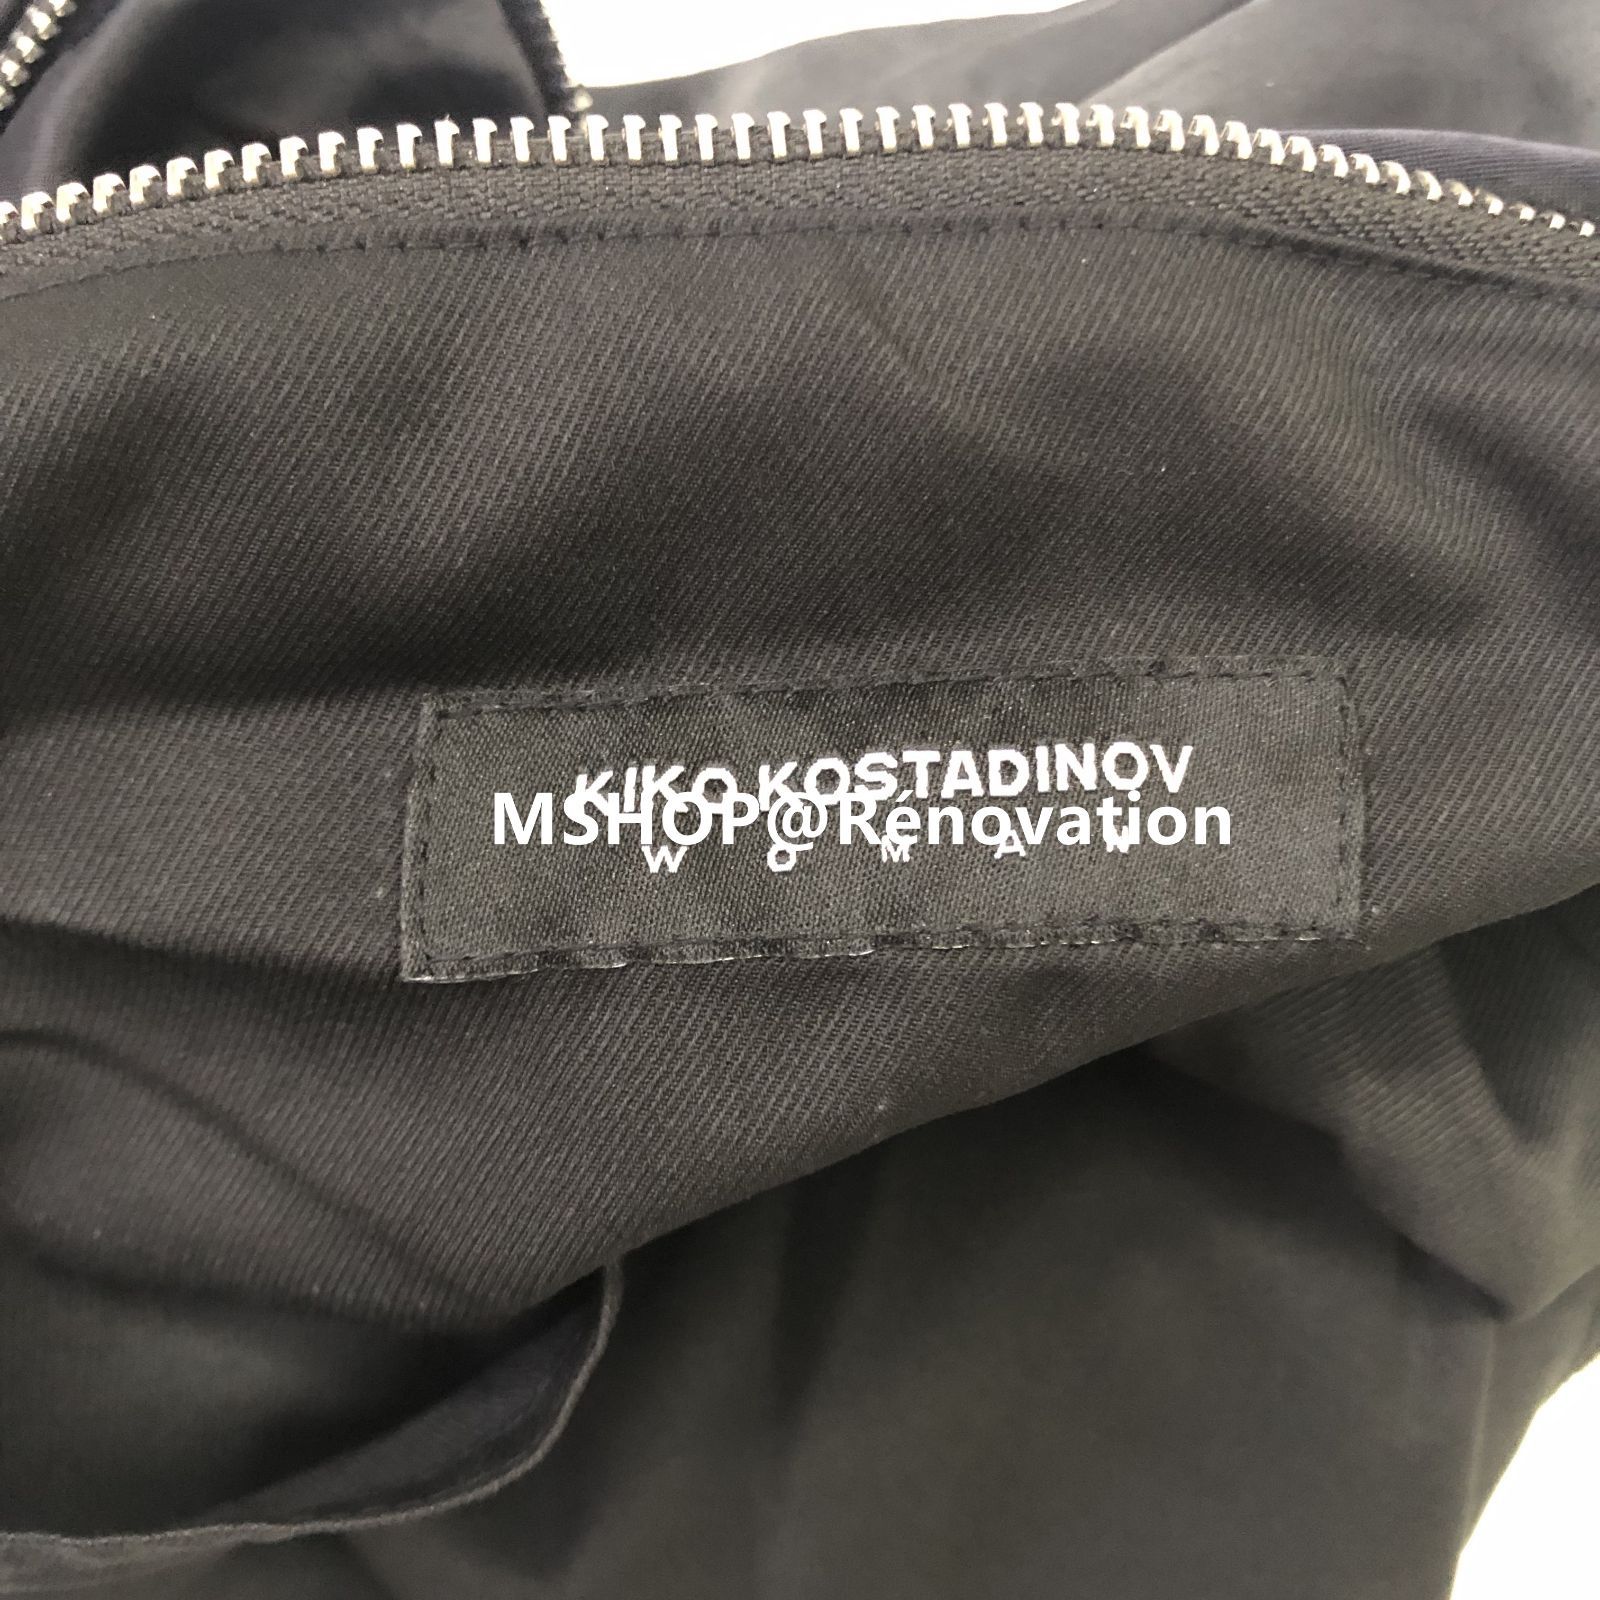 KIKO KOSTADINOV
MSHOP@Rénovation
W O M A N